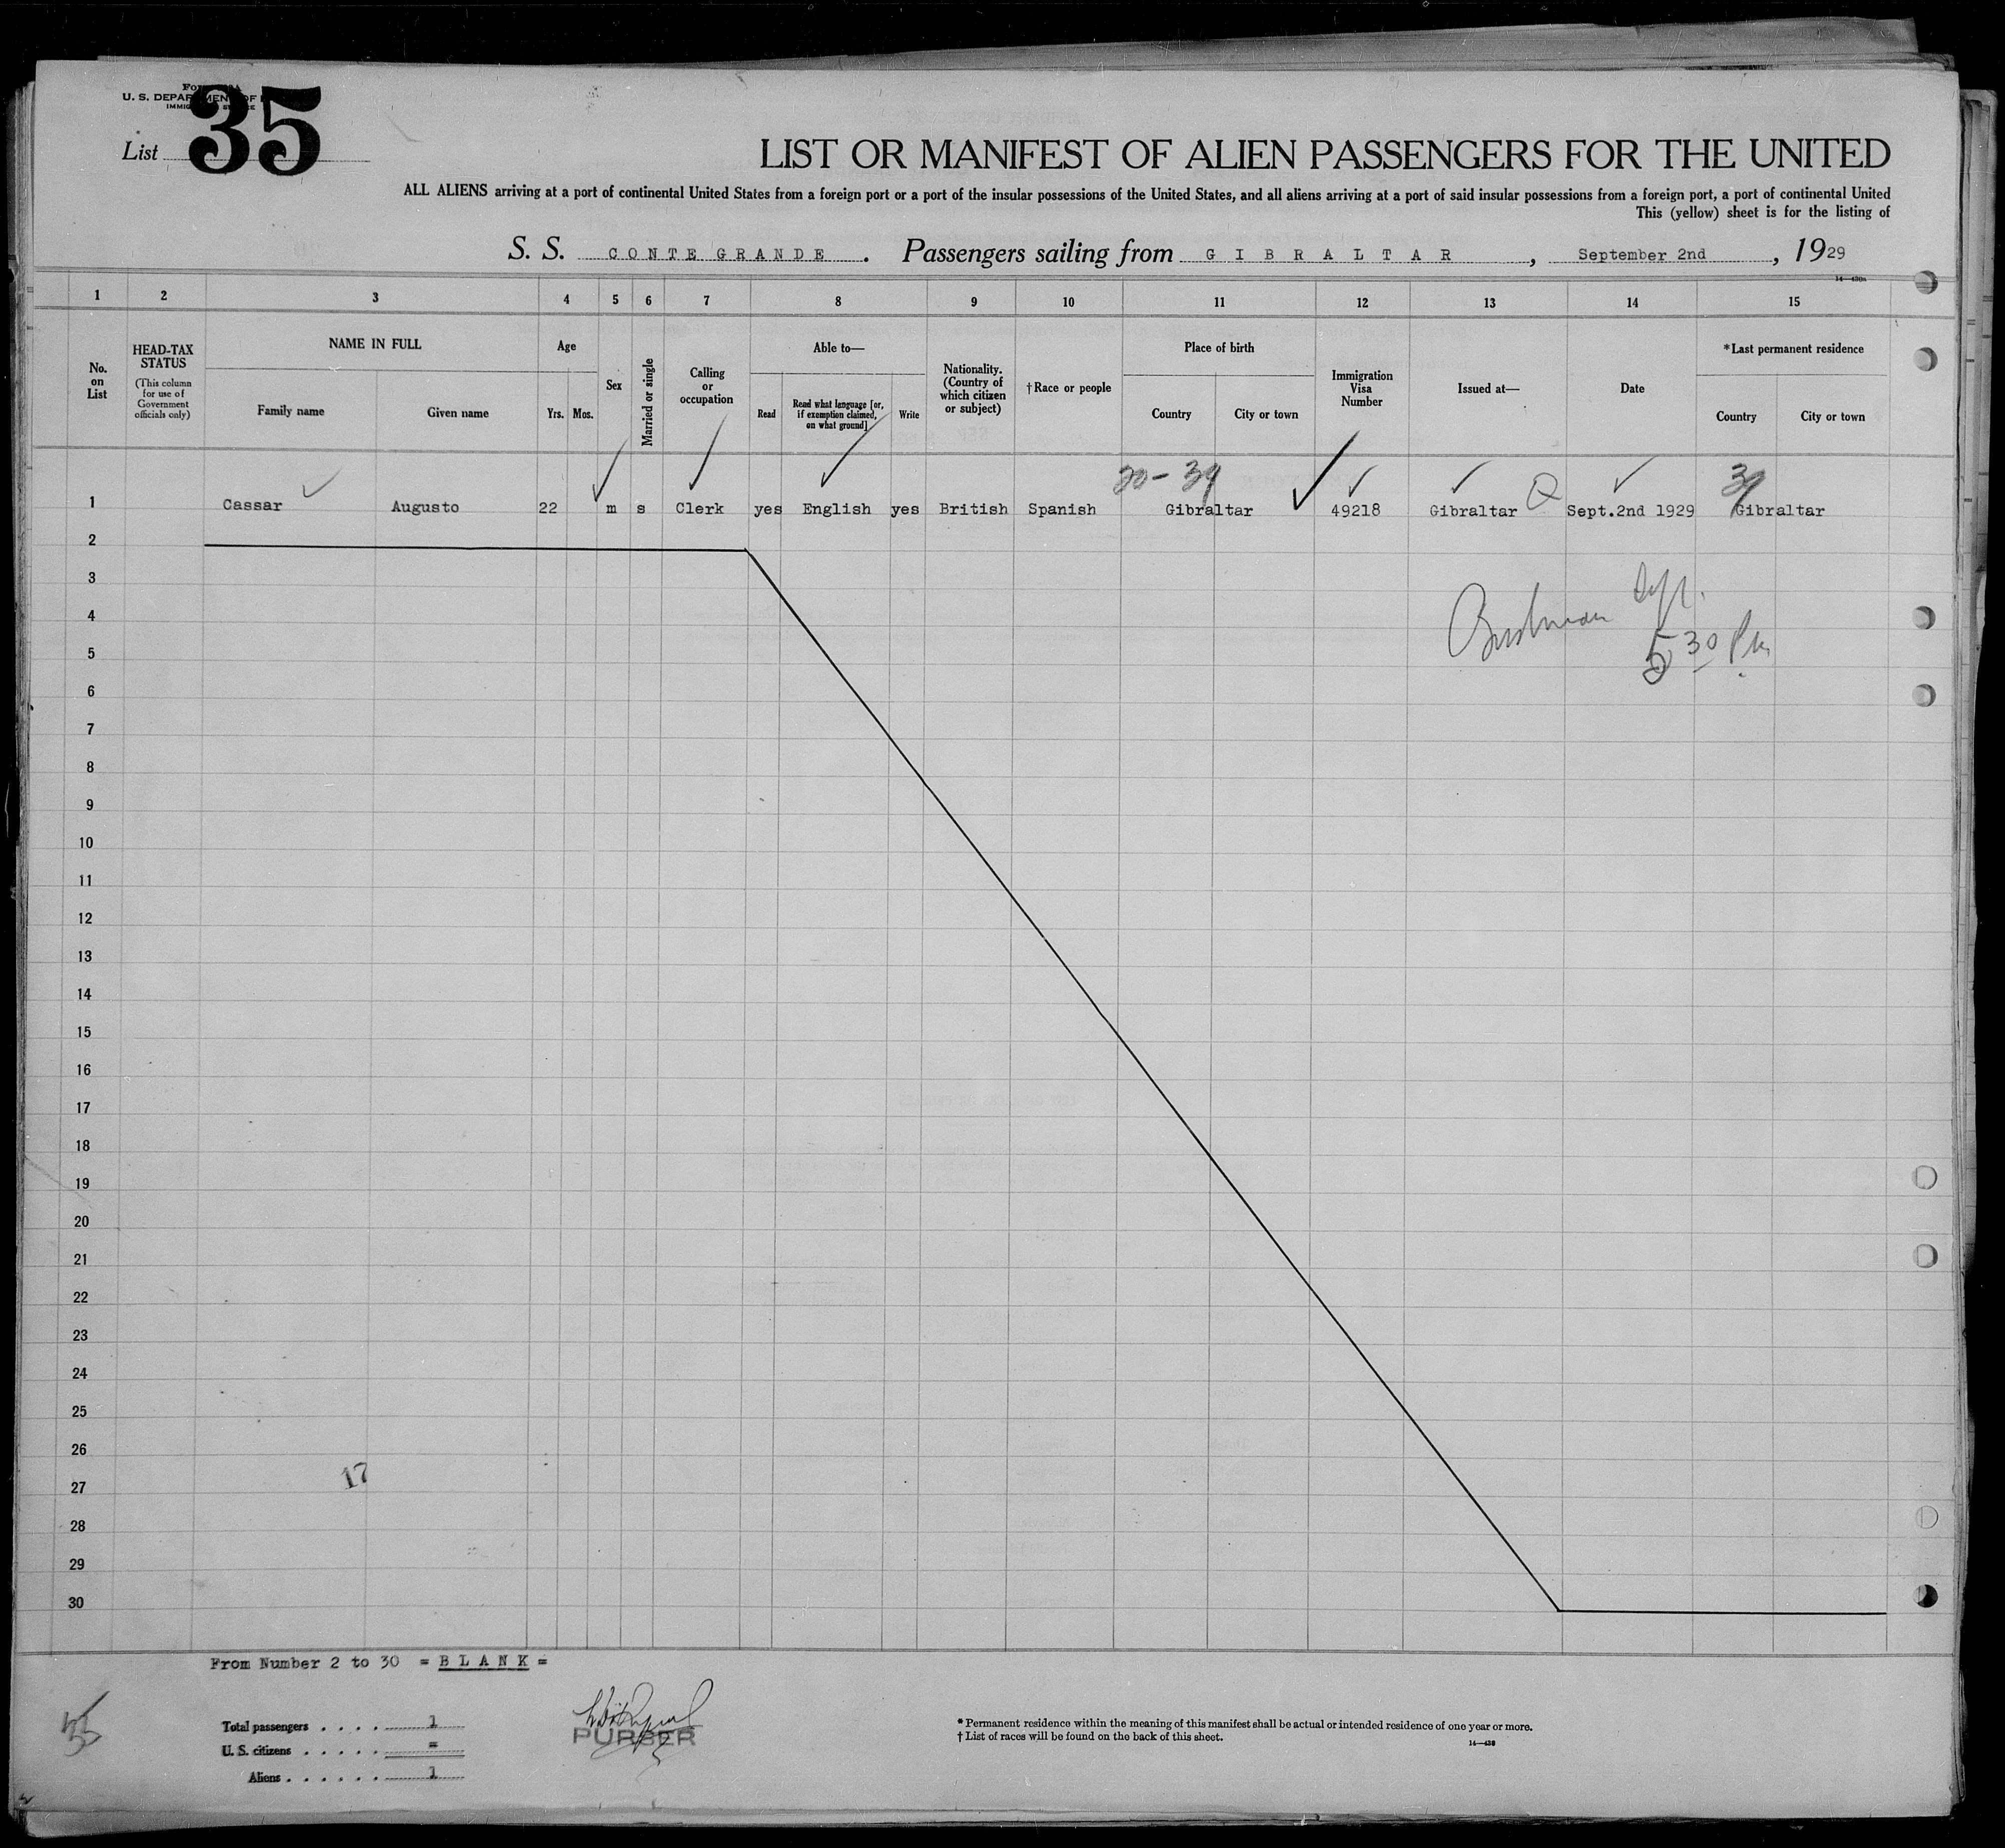 35
U. S. DEPARTMENT OF
List
LIST OR MANIFEST OF ALIEN PASSENGERS FOR THE UNITED
ALL ALIENS arriving at a port of continental United States from a foreign port or a port of the insular possessions of the United States, and all aliens arriving at a port of said insular possessions from a foreign port, a port of continental United
This (yellow) sheet is for the listing of
S. S. CONTE GRANDE. Passengers sailing from GIBRALTAR, September 2nd, 1929
1 2 3 4 5 6 7 8 9 10 11 12 13 14 15
No. on List
HEAD-TAX STATUS
(This column for use of Government officials only)
NAME IN FULL
Family name Given name
Age
Yrs. Mos.
Sex
Married or single
Calling or occupation
Able to—
Read
Read what language [or, if exemption claimed, on what ground]
Write
Nationality. (Country of which citizen or subject)
†Race or people
Place of birth
Country City or town
Immigration Visa Number
Issued at—
Date
*Last permanent residence
Country City or town
20-39 39
1 Cassar Augusto 22 m s Clerk yes English yes British Spanish Gibraltar 49218 Gibraltar Sept.2nd 1929 Gibraltar
2
3
4
5 5 30 Pm
6
7
8
9
10
11
12
13
14
15
16
17
18
19
20
21
22
23
24
25
26
17
27
28
29
30
From Number 2 to 30 = BLANK =
35
Total passengers . . . . 1
U. S. citizens . . . . . =
Aliens . . . . . . 1
PURSER
* Permanent residence within the meaning of this manifest shall be actual or intended residence of one year or more.
† List of races will be found on the back of this sheet.
14—430